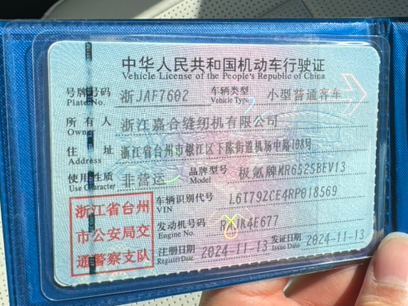 中华人民共和国机动车行驶证
Vehicle License of the People's Republic of China
号牌号码 浙JAF7602 车辆类型 小型普通客车
Plate No. Vehicle Type
所有人 浙江嘉合缝纫机有限公司
Owner
住址 浙江省台州市椒江区下陈街道机场中路108号
Address
使用性质 非营运 品牌型号 极氪牌MR6525BEV13
Use Character Model
浙江省台州
市公安局交
通警察支队
车辆识别代号 L6T79ZCE4RP018569
VIN
发动机号码
Engine No.
注册日期 2024-11-13 发证日期 2024-11-13
Register Date Issue Date